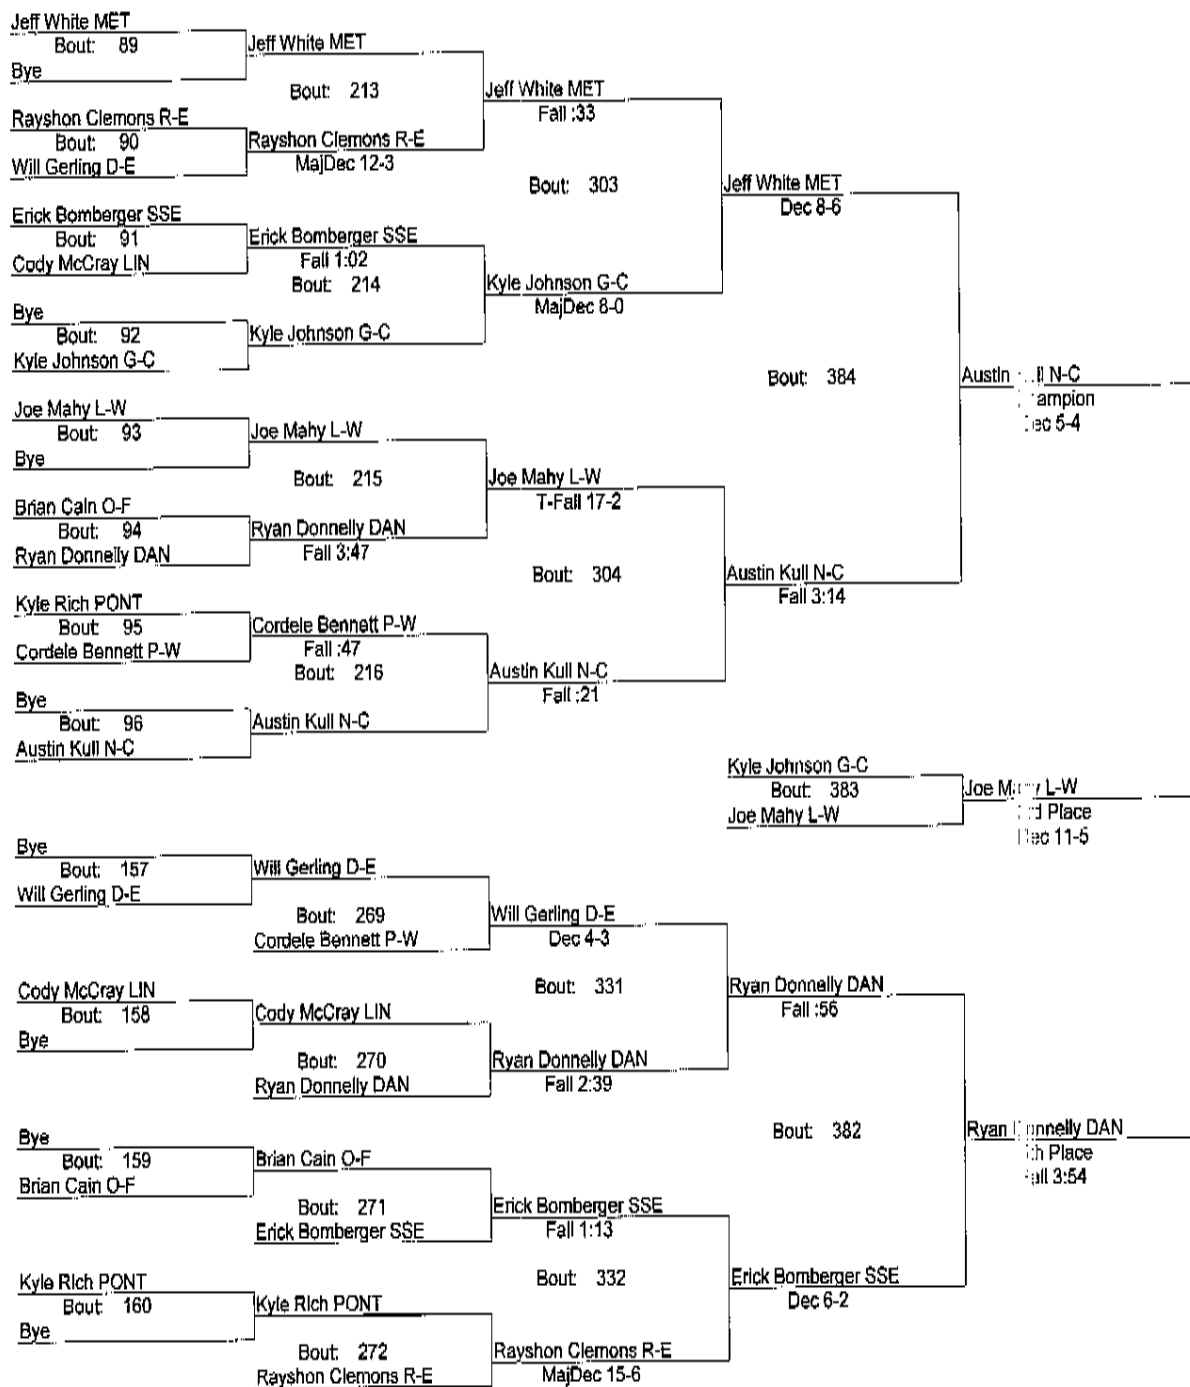 Jeff White MET
Bout: 89
Bye
Jeff White MET
Bout: 213
Rayshon Clemons R-E
Bout: 90
Will Gerling D-E
Rayshon Clemons R-E
MajDec 12-3
Jeff White MET
Fall :33
Bout: 303
Erick Bomberger SSE
Bout: 91
Cody McCray LIN
Erick Bomberger SSE
Fall 1:02
Bout: 214
Bye
Bout: 92
Kyle Johnson G-C
Kyle Johnson G-C
Kyle Johnson G-C
MajDec 8-0
Jeff White MET
Dec 8-6
Bout: 384
Joe Mahy L-W
Bout: 93
Bye
Joe Mahy L-W
Bout: 215
Brian Cain O-F
Bout: 94
Ryan Donnelly DAN
Ryan Donnelly DAN
Fall 3:47
Joe Mahy L-W
T-Fall 17-2
Bout: 304
Kyle Rich PONT
Bout: 95
Cordele Bennett P-W
Cordele Bennett P-W
Fall :47
Bout: 216
Bye
Bout: 96
Austin Kull N-C
Austin Kull N-C
Austin Kull N-C
Fall :21
Austin Kull N-C
Fall 3:14
Austin N-C
Dec 5-4
Kyle Johnson G-C
Bout: 383
Joe Mahy L-W
Joe Mahy L-W
Place
Dec 11-5
Bye
Bout: 157
Will Gerling D-E
Will Gerling D-E
Bout: 269
Cordele Bennett P-W
Will Gerling D-E
Dec 4-3
Bout: 331
Cody McCray LIN
Bout: 158
Bye
Cody McCray LIN
Bout: 270
Ryan Donnelly DAN
Ryan Donnelly DAN
Fall 2:39
Ryan Donnelly DAN
Fall :56
Bout: 382
Bye
Bout: 159
Brian Cain O-F
Brian Cain O-F
Bout: 271
Erick Bomberger SSE
Erick Bomberger SSE
Fall 1:13
Bout: 332
Kyle Rich PONT
Bout: 160
Bye
Kyle Rich PONT
Bout: 272
Rayshon Clemons R-E
Rayshon Clemons R-E
MajDec 15-6
Erick Bomberger SSE
Dec 6-2
Ryan Donnelly DAN
Place
Fall 3:54